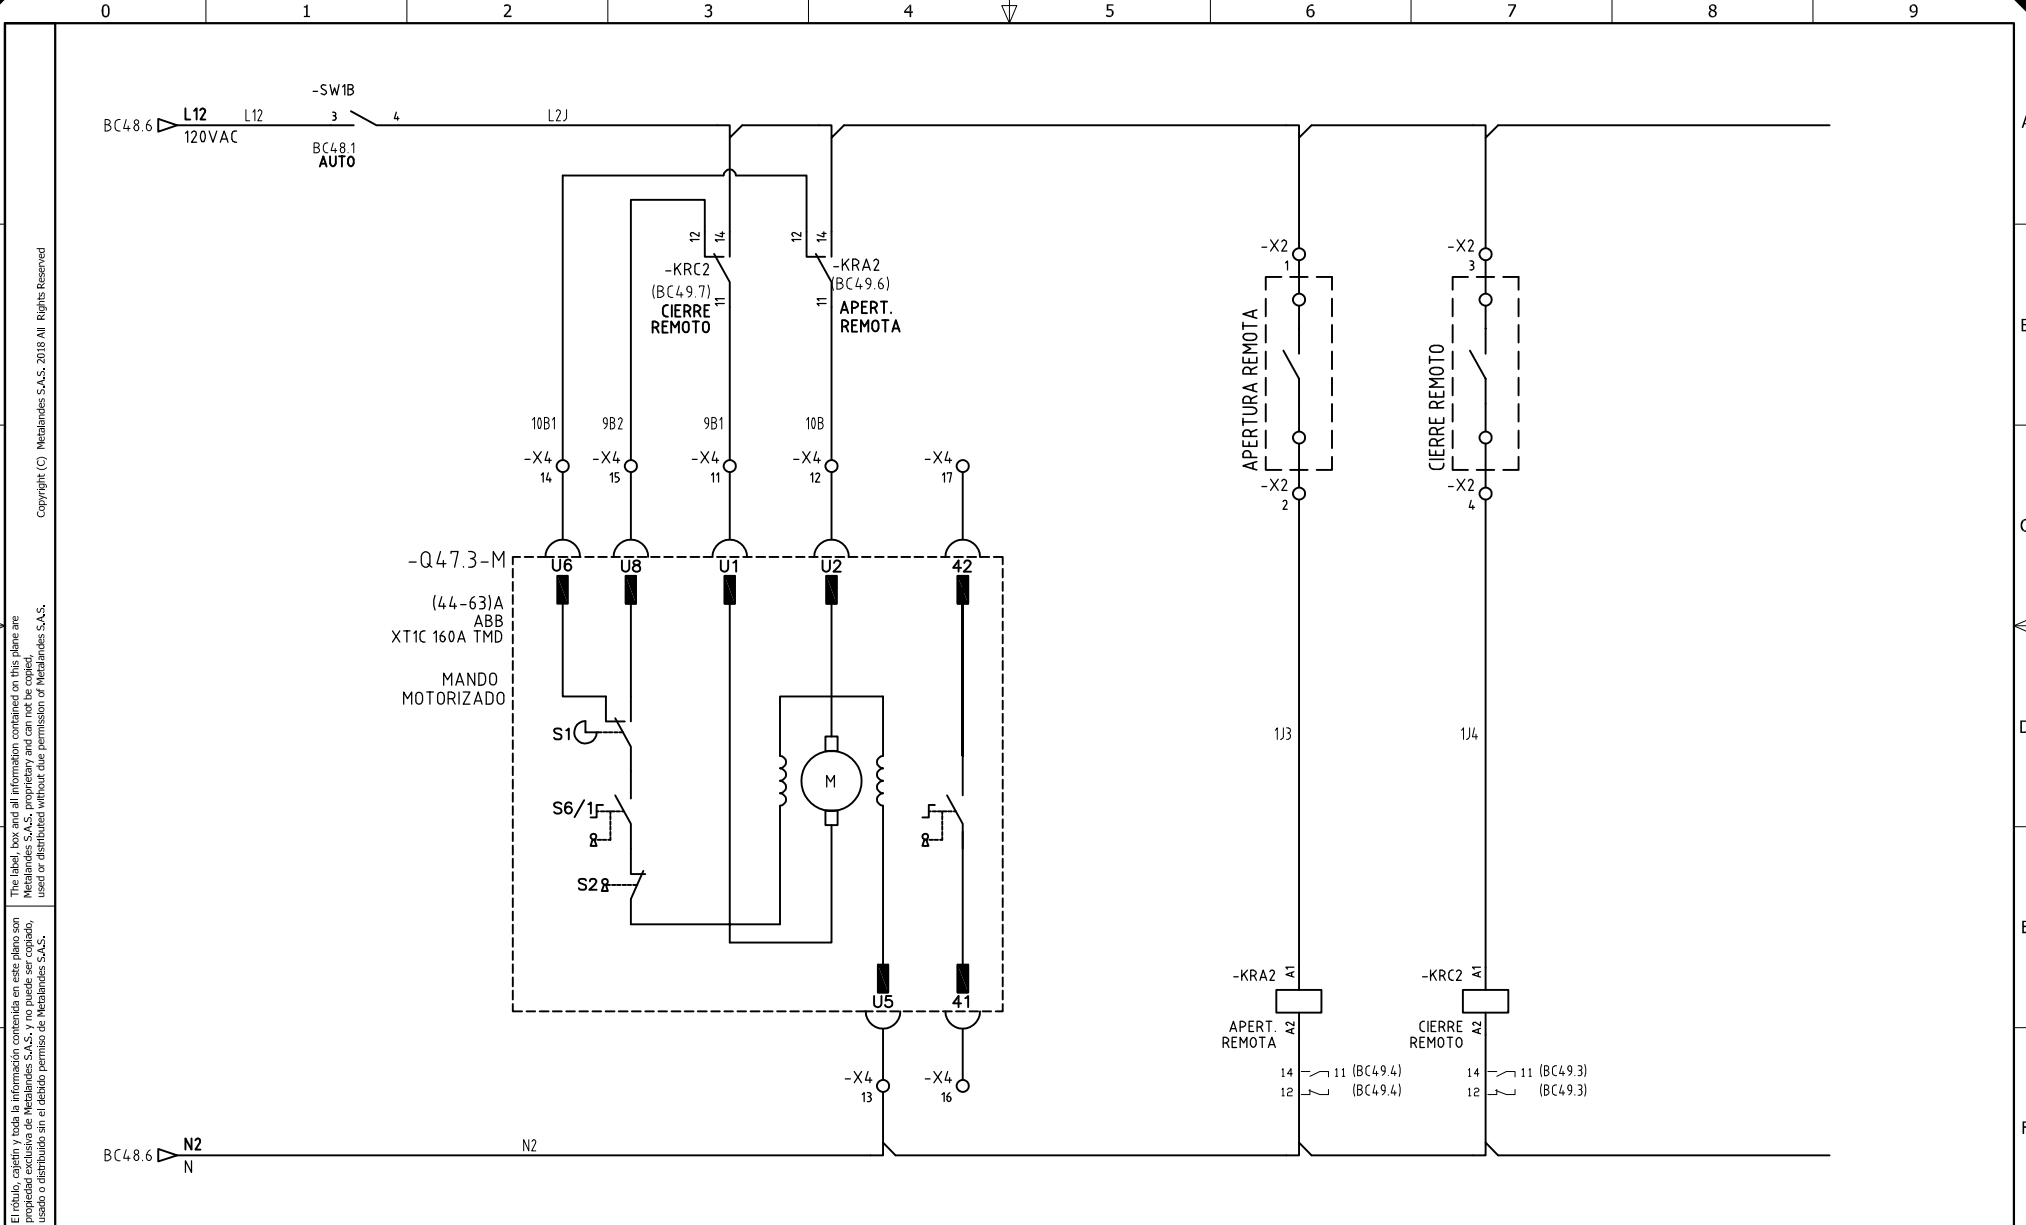 0 1 2 3 4 5 6 7 8 9
-SW1B
BC48.6 L12 L12 3 4 L2J
120VAC
BC48.1
AUTO
A
12 14 12 14
-KRC2
(BC49.7)
CIERRE
REMOTO
11
-KRA2
(BC49.6)
11
APERT.
REMOTA
-X2
1
-X2
3
APERTURA REMOTA
CIERRE REMOTO
-X2
2
-X2
4
10B1 9B2 9B1 10B
-X4 -X4 -X4 -X4 -X4
14 15 11 12 17
-Q47.3-M
U6 U8 U1 U2 42
(44-63)A
ABB
XT1C 160A TMD
MANDO
MOTORIZADO
S1
S6/1
S2
M
1J3 1J4
U5 41
-X4 -X4
13 16
-KRA2 A1
APERT. A2
REMOTA
14 11 (BC49.4)
12 (BC49.4)
-KRC2 A1
CIERRE A2
REMOTO
14 11 (BC49.3)
12 (BC49.3)
BC48.6 N2 N2
N
Copyright (C) Metalandes S.A.S. 2018 All Rights Reserved
The label, box and all information contained on this plane are
Metalandes S.A.S. proprietary and can not be copied,
used or distributed without due permission of Metalandes S.A.S.
El rótulo, cajetín y toda la información contenida en este plano son
propiedad exclusiva de Metalandes S.A.S. y no puede ser copiado,
usado o distribuido sin el debido permiso de Metalandes S.A.S.